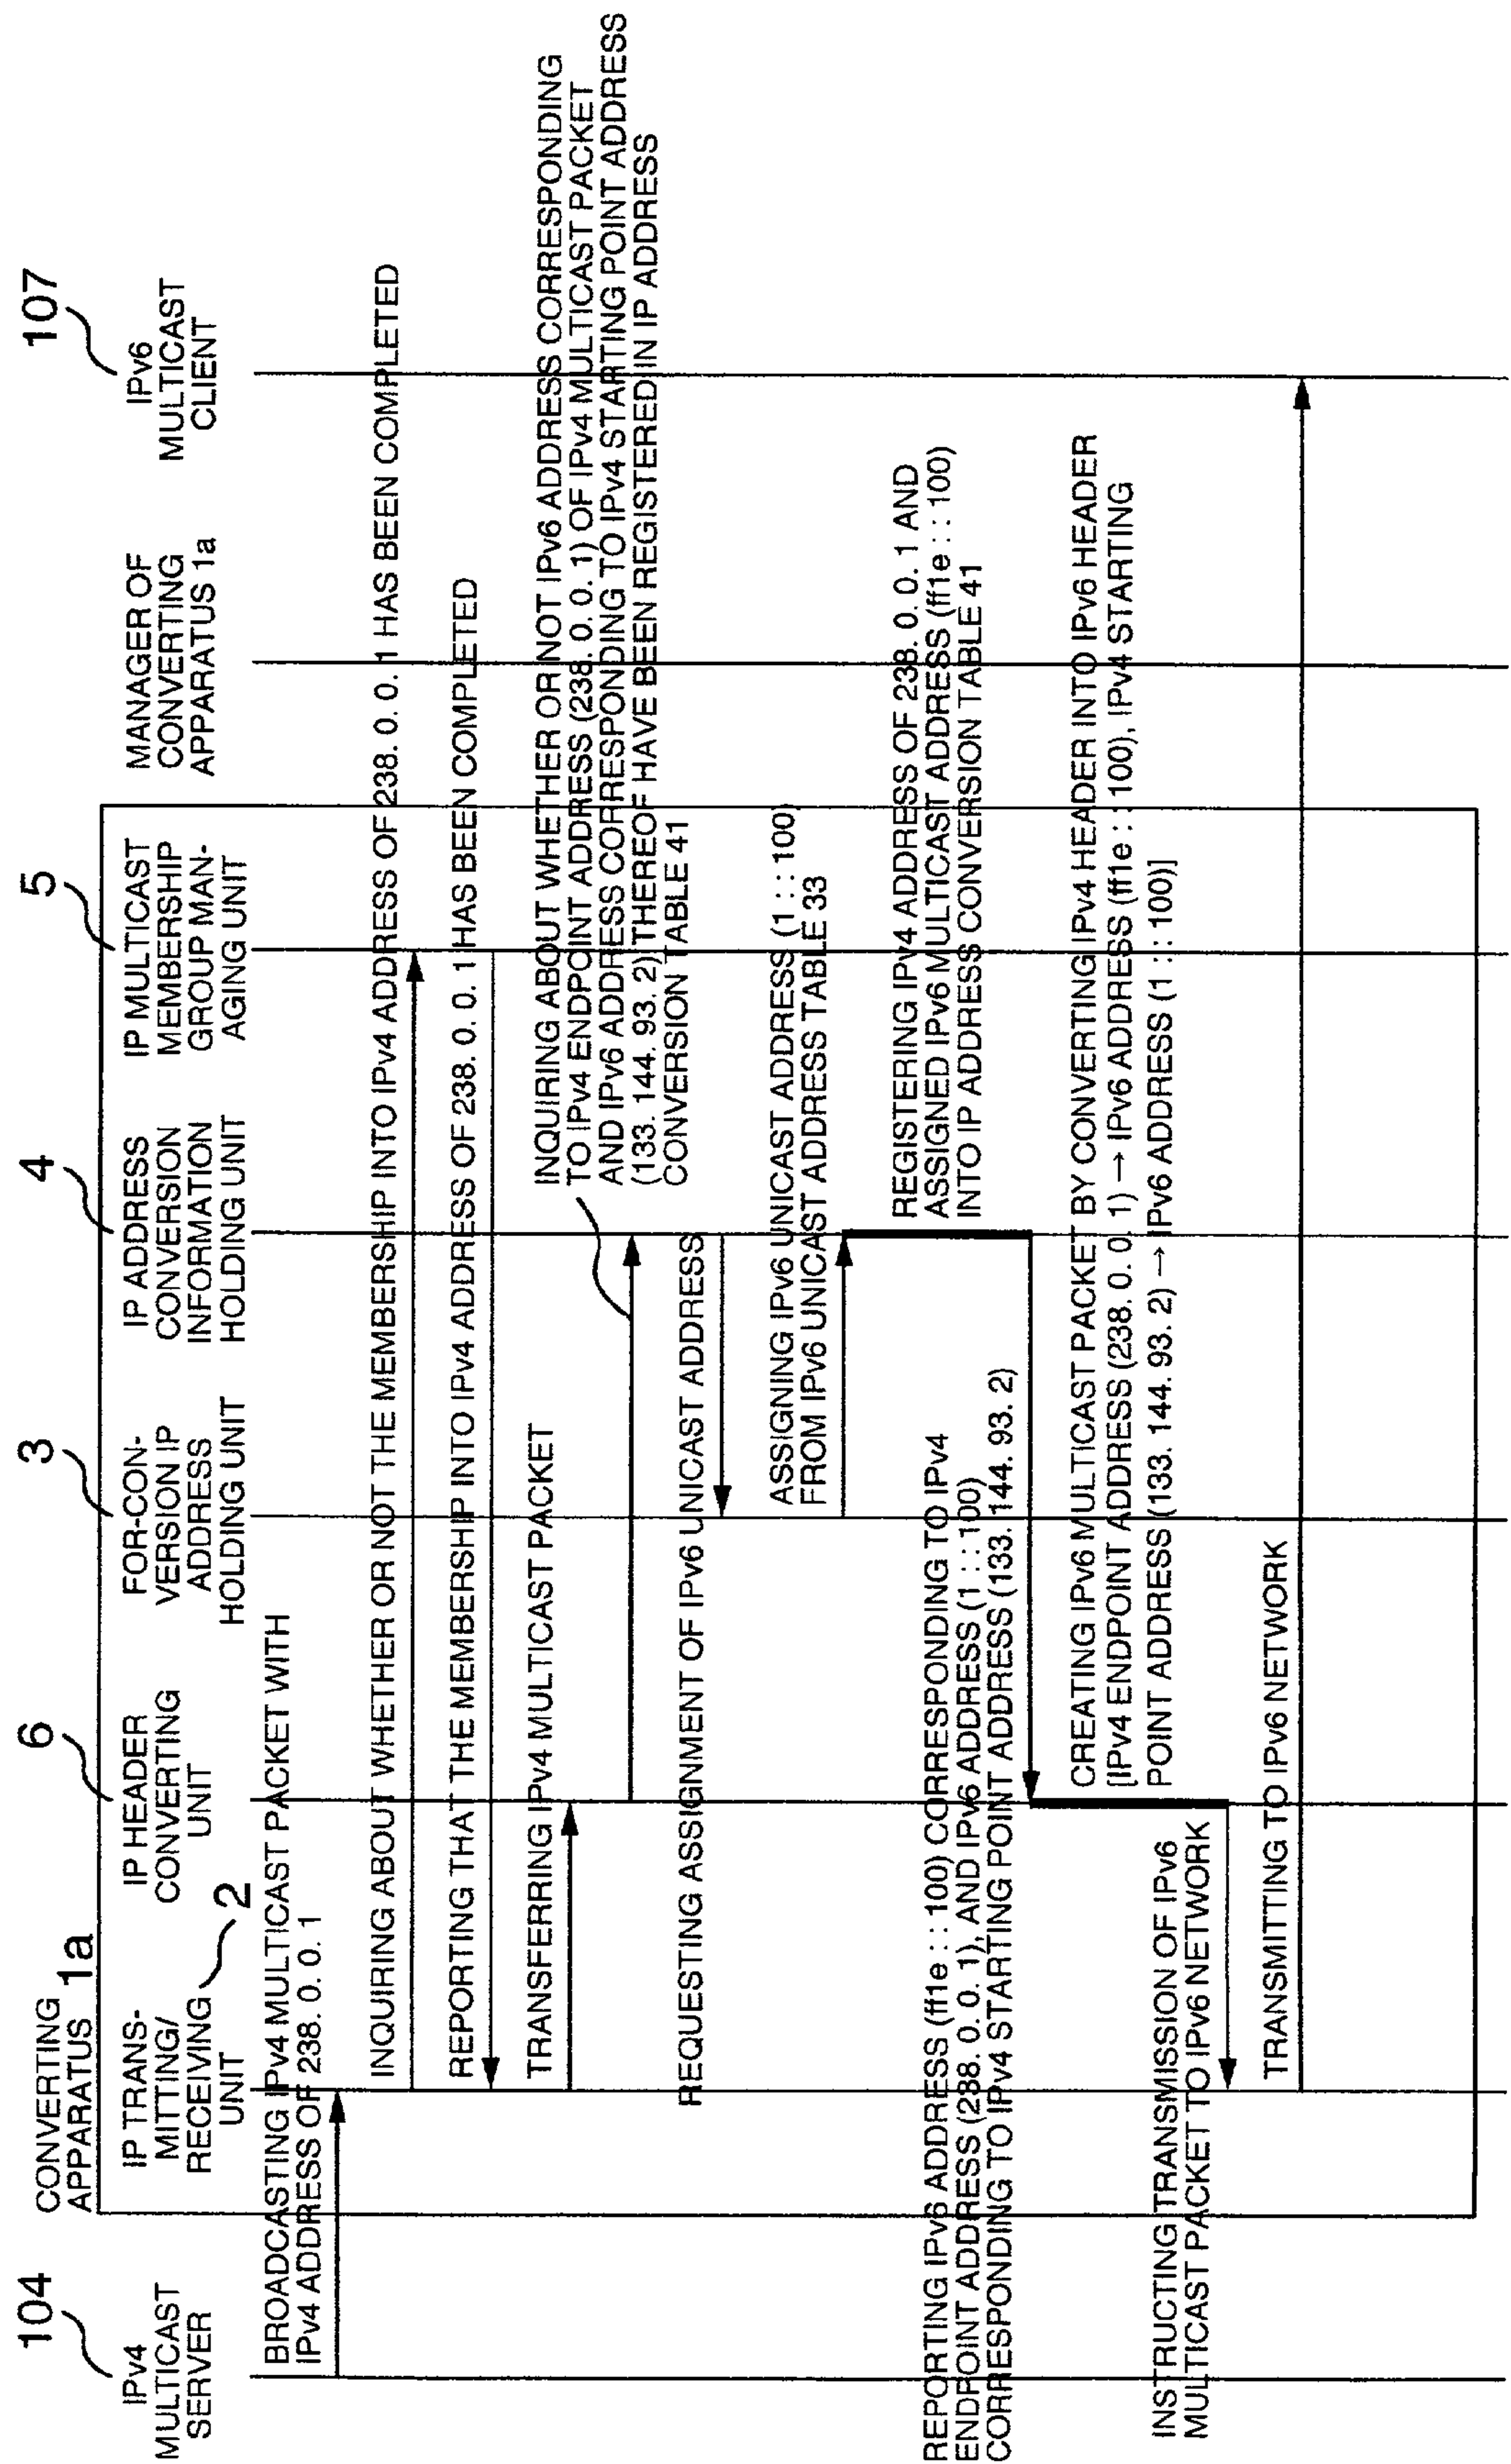 104
IPv4
MULTICAST
SERVER
CONVERTING
APPARATUS 1a
IP TRANS-
MITTING/
RECEIVING
UNIT
2
6
IP HEADER
CONVERTING
UNIT
3
FOR-CON-
VERSION IP
ADDRESS
HOLDING UNIT
4
IP ADDRESS
CONVERSION
INFORMATION
HOLDING UNIT
5
IP MULTICAST
MEMBERSHIP
GROUP MAN-
AGING UNIT
MANAGER OF
CONVERTING
APPARATUS 1a
107
IPv6
MULTICAST
CLIENT
BROADCASTING IPv4 MULTICAST PACKET WITH
IPv4 ADDRESS OF 238. 0. 0. 1
INQUIRING ABOUT WHETHER OR NOT THE MEMBERSHIP INTO IPv4 ADDRESS OF 238. 0. 0. 1 HAS BEEN COMPLETED
REPORTING THAT THE MEMBERSHIP INTO IPv4 ADDRESS OF 238. 0. 0. 1 HAS BEEN COMPLETED
TRANSFERRING IPv4 MULTICAST PACKET
INQUIRING ABOUT WHETHER OR NOT IPv6 ADDRESS CORRESPONDING
TO IPv4 ENDPOINT ADDRESS (238. 0. 0. 1) OF IPv4 MULTICAST PACKET
AND IPv6 ADDRESS CORRESPONDING TO IPv4 STARTING POINT ADDRESS
(133. 144. 93. 2) THEREOF HAVE BEEN REGISTERED IN IP ADDRESS
CONVERSION TABLE 41
REQUESTING ASSIGNMENT OF IPv6 UNICAST ADDRESS
ASSIGNING IPv6 UNICAST ADDRESS (1 : : 100)
FROM IPv6 UNICAST ADDRESS TABLE 33
REGISTERING IPv4 ADDRESS OF 238. 0. 0. 1 AND
ASSIGNED IPv6 MULTICAST ADDRESS (ff1e : : 100)
INTO IP ADDRESS CONVERSION TABLE 41
REPORTING IPv6 ADDRESS (ff1e : : 100) CORRESPONDING TO IPv4
ENDPOINT ADDRESS (238. 0. 0. 1), AND IPv6 ADDRESS (1 : : 100)
CORRESPONDING TO IPv4 STARTING POINT ADDRESS (133. 144. 93. 2)
CREATING IPv6 MULTICAST PACKET BY CONVERTING IPv4 HEADER INTO IPv6 HEADER
[IPv4 ENDPOINT ADDRESS (238. 0. 0. 1) → IPv6 ADDRESS (ff1e : : 100), IPv4 STARTING
POINT ADDRESS (133. 144. 93. 2) → IPv6 ADDRESS (1 : : 100)]
INSTRUCTING TRANSMISSION OF IPv6
MULTICAST PACKET TO IPv6 NETWORK
TRANSMITTING TO IPv6 NETWORK